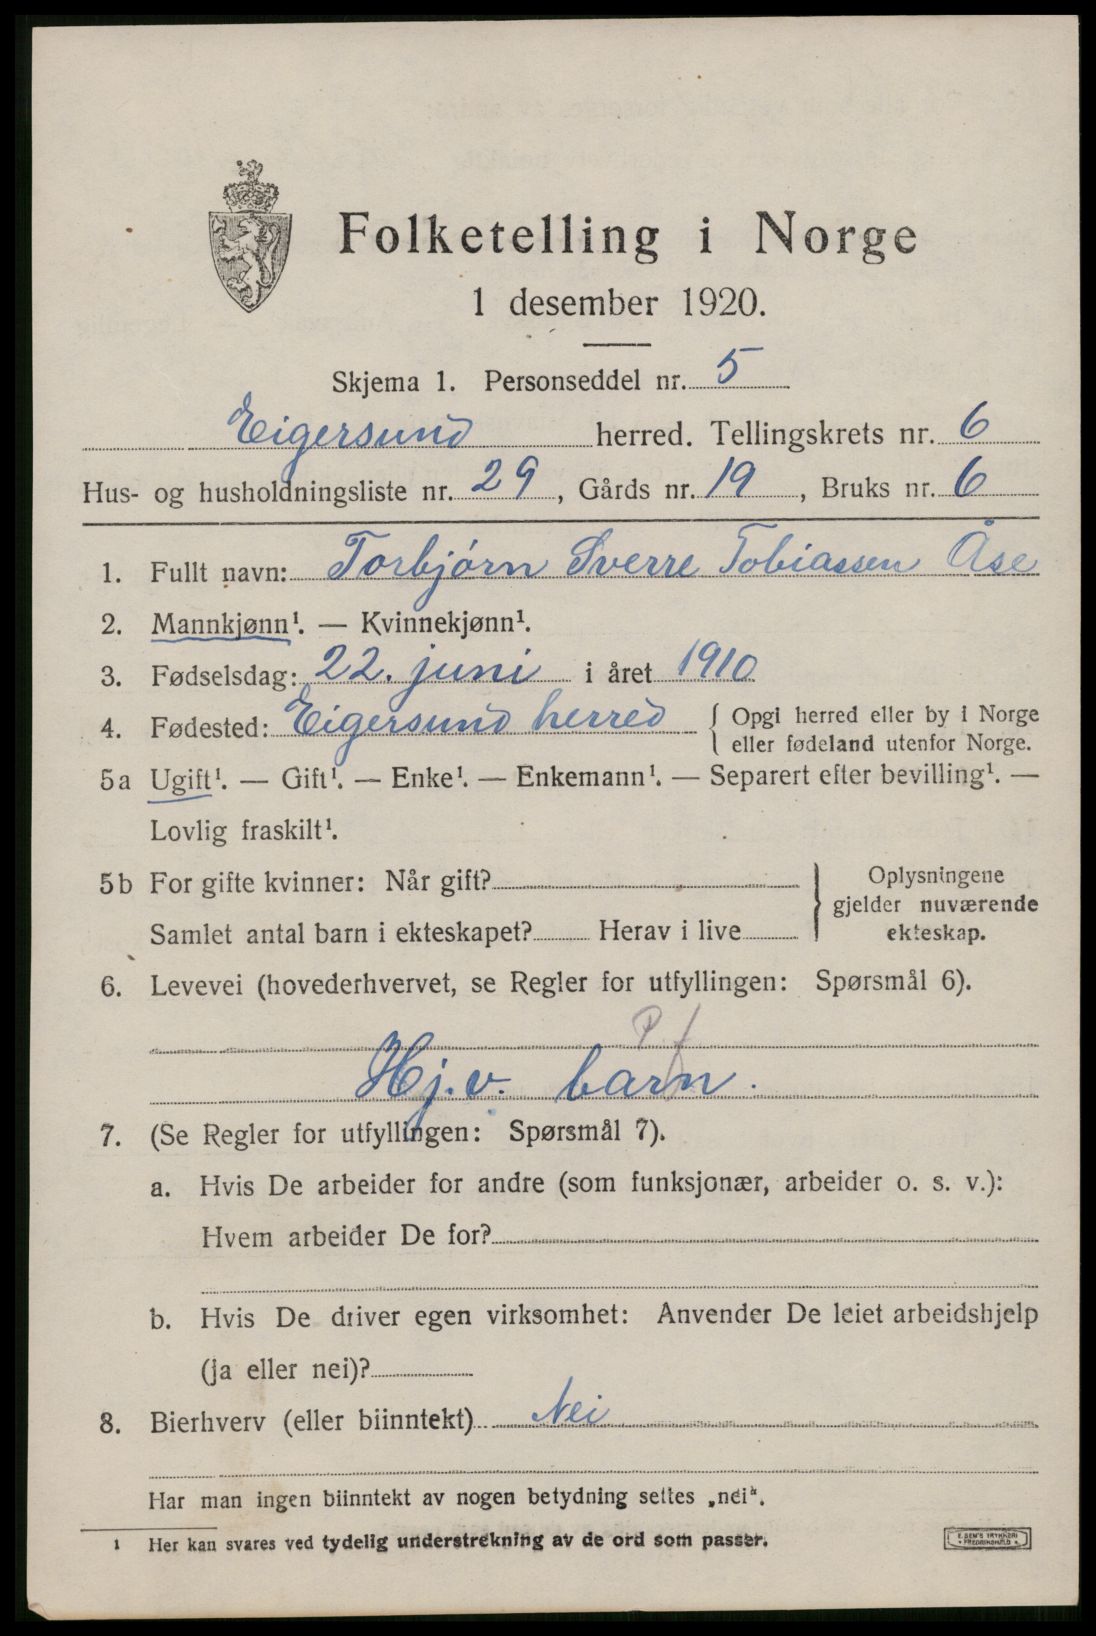 Folketelling i Norge
1 desember 1920.
Skjema 1. Personseddel nr. 5
Eigersund herred. Tellingskrets nr. 6
Hus- og husholdningsliste nr. 29, Gårds nr. 19, Bruks nr. 6
1. Fullt navn: Torbjørn Sverre Tobiassen Åse
2. Mannkjønn¹. — Kvinnekjønn¹.
3. Fødselsdag: 22. juni i året 1910
4. Fødested: Eigersund herred { Opgi herred eller by i Norge
eller fødeland utenfor Norge.
5a Ugift¹. — Gift¹. — Enke¹. — Enkemann¹. — Separert efter bevilling¹. —
Lovlig fraskilt¹.
5b For gifte kvinner: Når gift?
Samlet antal barn i ekteskapet? Herav i live
} Oplysningene
gjelder nuværende
ekteskap.
6. Levevei (hovederhvervet, se Regler for utfyllingen: Spørsmål 6).
P. f
Hj. v. barn.
7. (Se Regler for utfyllingen: Spørsmål 7).
a. Hvis De arbeider for andre (som funksjonær, arbeider o. s. v.):
Hvem arbeider De for?
b. Hvis De driver egen virksomhet: Anvender De leiet arbeidshjelp
(ja eller nei)?
8. Bierhverv (eller biinntekt) Nei
Har man ingen biinntekt av nogen betydning settes „nei“.
¹ Her kan svares ved tydelig understrekning av de ord som passer.
E. SEM'S TRYKKERI
• FREDRIKSHALD •